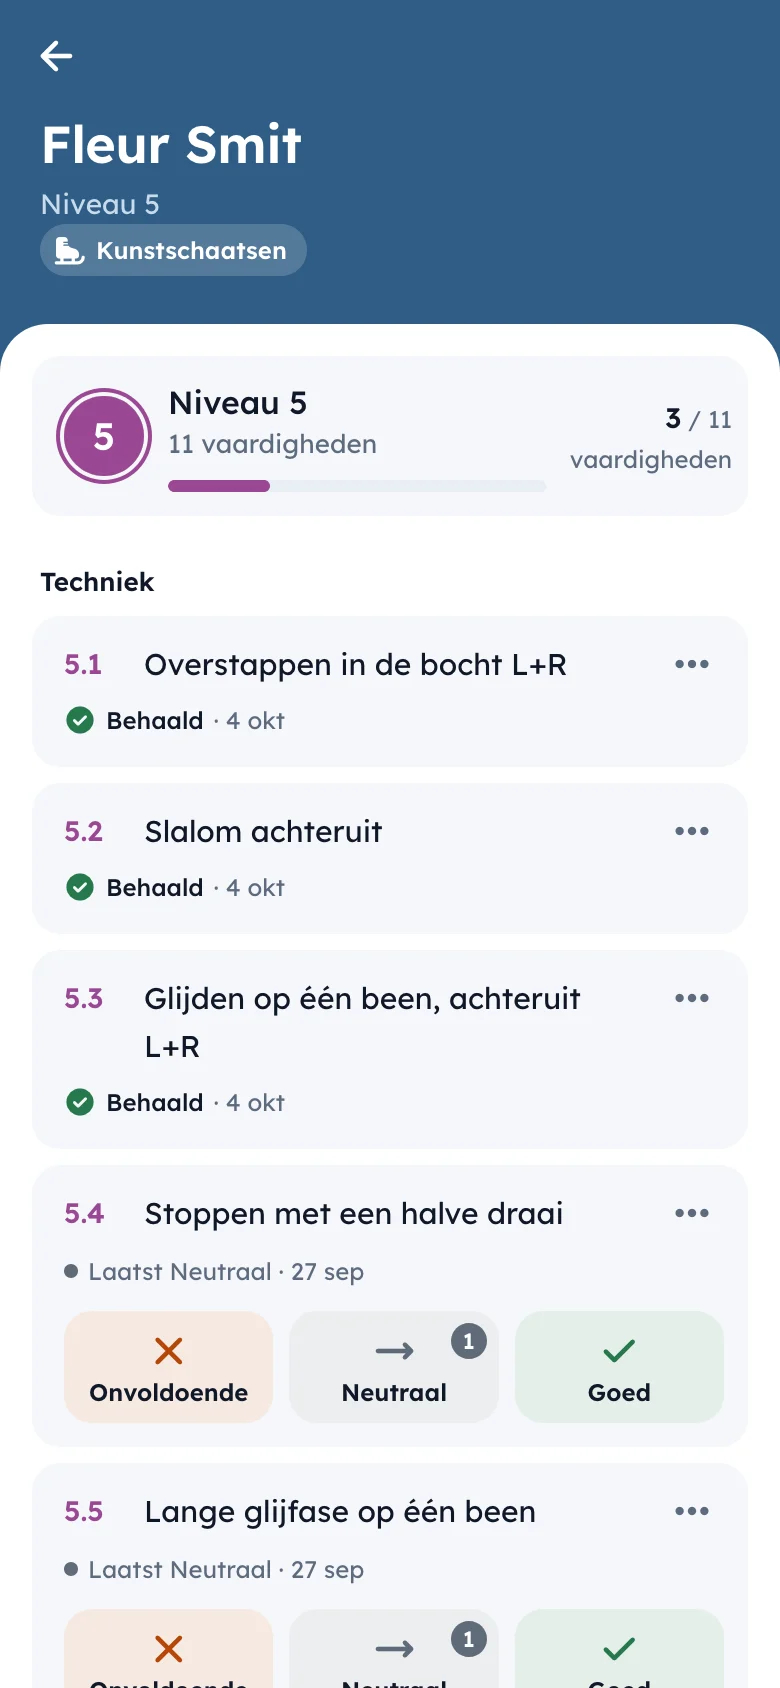 Fleur Smit
Niveau 5
Kunstschaatsen
5
Niveau 5
11 vaardigheden
3 / 11
vaardigheden
Techniek
5.1 Overstappen in de bocht L+R
Behaald · 4 okt
5.2 Slalom achteruit
Behaald · 4 okt
5.3 Glijden op één been, achteruit
L+R
Behaald · 4 okt
5.4 Stoppen met een halve draai
Laatst Neutraal · 27 sep
1
Onvoldoende Neutraal Goed
5.5 Lange glijfase op één been
Laatst Neutraal · 27 sep
1
Onvoldoende Neutraal Goed